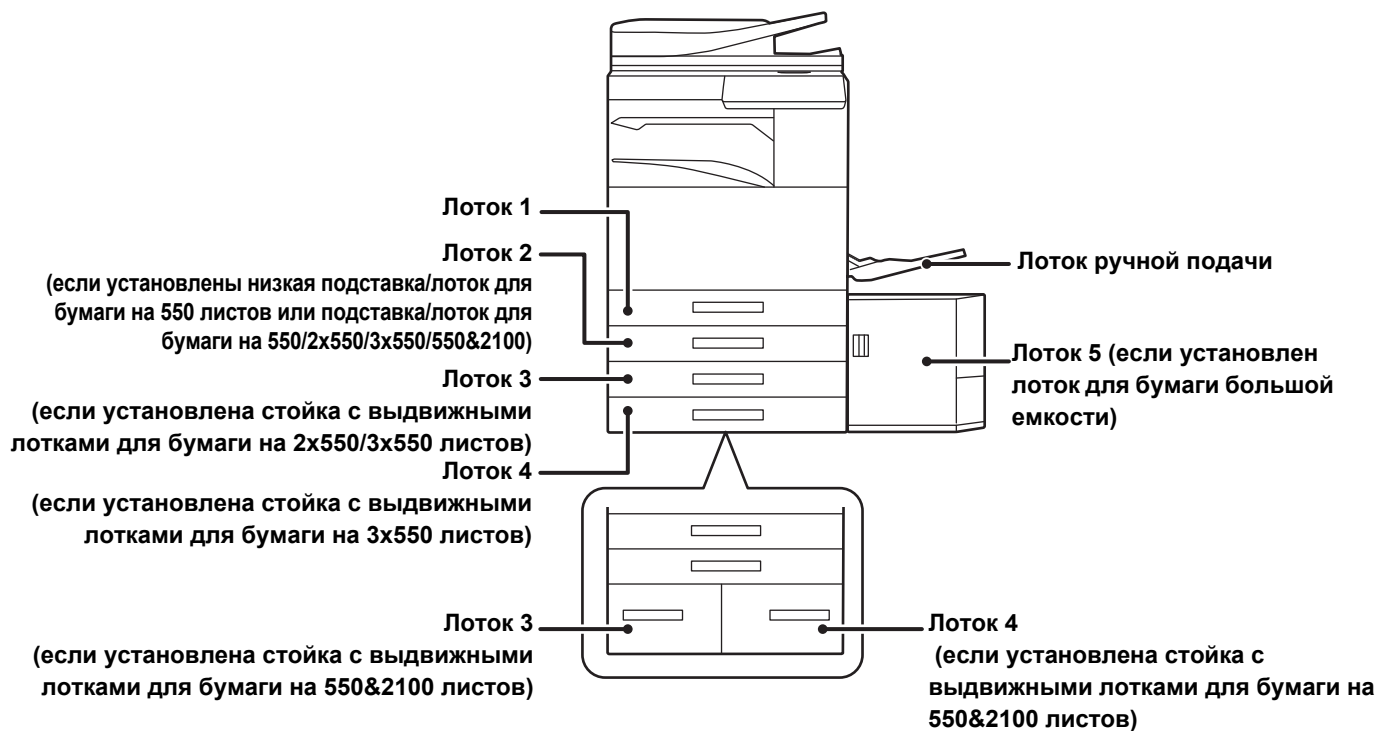 Лоток 1
Лоток 2
(если установлены низкая подставка/лоток для
бумаги на 550 листов или подставка/лоток для
бумаги на 550/2x550/3x550/550&2100)
Лоток 3
(если установлена стойка с выдвижными
лотками для бумаги на 2x550/3x550 листов)
Лоток 4
(если установлена стойка с выдвижными
лотками для бумаги на 3x550 листов)
Лоток ручной подачи
Лоток 5 (если установлен
лоток для бумаги большой
емкости)
Лоток 3
(если установлена стойка с выдвижными
лотками для бумаги на 550&2100 листов)
Лоток 4
(если установлена стойка с
выдвижными лотками для бумаги на
550&2100 листов)